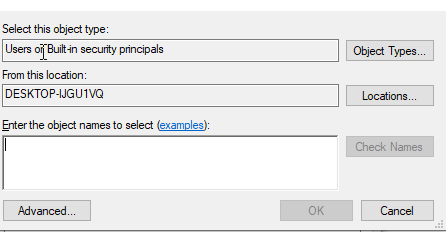 Select this object type:
Users or Built-in security principals
Object Types...
From this location:
DESKTOP-IJGU1VQ
Locations...
Enter the object names to select (examples):
Check Names
Advanced...
OK
Cancel